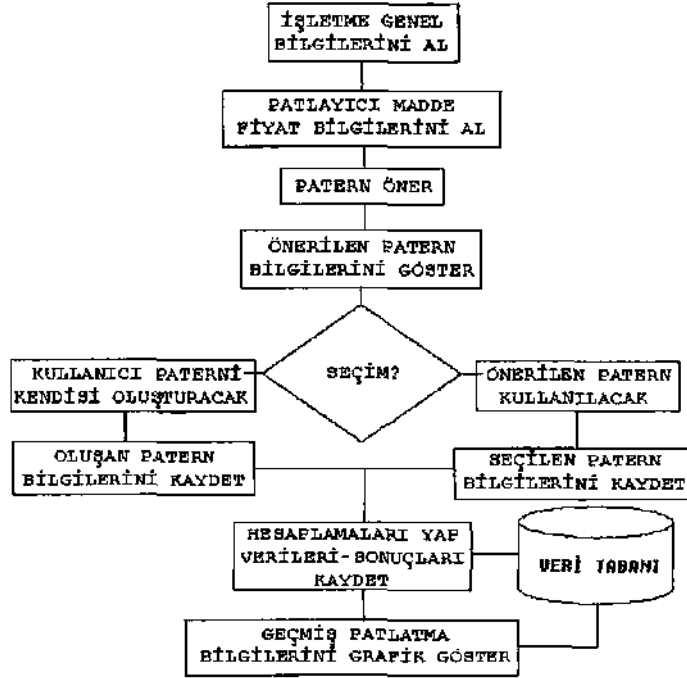 İŞLETME GENEL
BİLGİLERİNİ AL
PATLAYICI MADDE
FİYAT BİLGİLERİNİ AL
PATERN ÖNER
ÖNERİLEN PATERN
BİLGİLERİNİ GÖSTER
SEÇİM?
KULLANICI PATERNİ
KENDİSİ OLUŞTURACAK
ÖNERİLEN PATERN
KULLANILACAK
OLUŞAN PATERN
BİLGİLERİNİ KAYDET
SEÇİLEN PATERN
BİLGİLERİNİ KAYDET
HESAPLAMALARI YAP
VERİLERİ-SONUÇLARI
KAYDET
VERİ TABANI
GEÇMİŞ PATLATMA
BİLGİLERİNİ GRAFİK GÖSTER